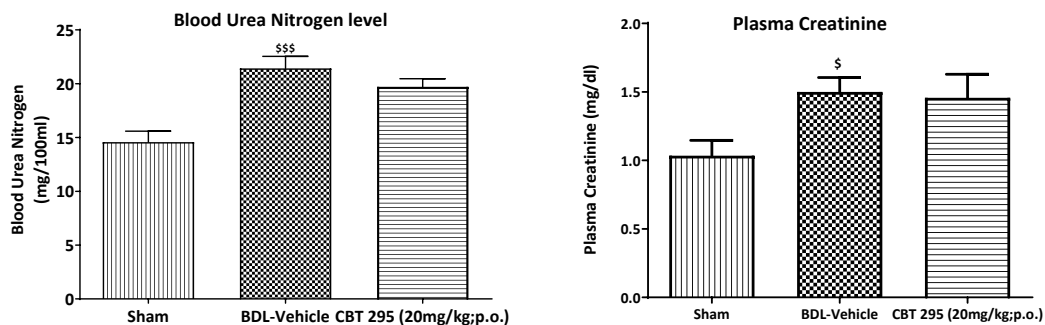 Blood Urea Nitrogen level
Blood Urea Nitrogen
(mg/100ml)
25
20
15
10
5
0
$$$
Sham
BDL-Vehicle
CBT 295 (20mg/kg;p.o.)
Plasma Creatinine
Plasma Creatinine (mg/dl)
2.0
1.5
1.0
0.5
0.0
$
Sham
BDL-Vehicle
CBT 295 (20mg/kg;p.o.)